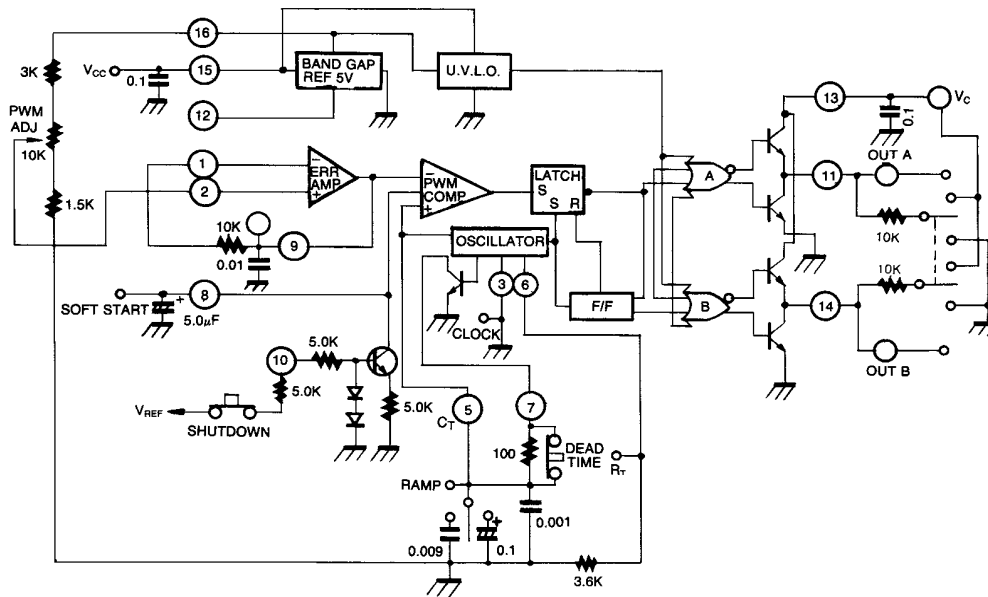 16
3K
VCC
0.1
15
BAND GAP
REF 5V
U.V.L.O.
12
PWM
ADJ
10K
1
2
−
ERR
AMP
+
−
PWM
COMP
+
LATCH
S
S
R
A
13
VC
0.1
OUT A
11
10K
1.5K
10K
0.01
9
OSCILLATOR
3
6
F/F
B
10K
14
OUT B
SOFT START
+
5.0µF
8
CLOCK
10
5.0K
5.0K
5.0K
VREF
SHUTDOWN
CT
5
7
100
DEAD
TIME
RT
RAMP
0.009
+
0.1
0.001
3.6K